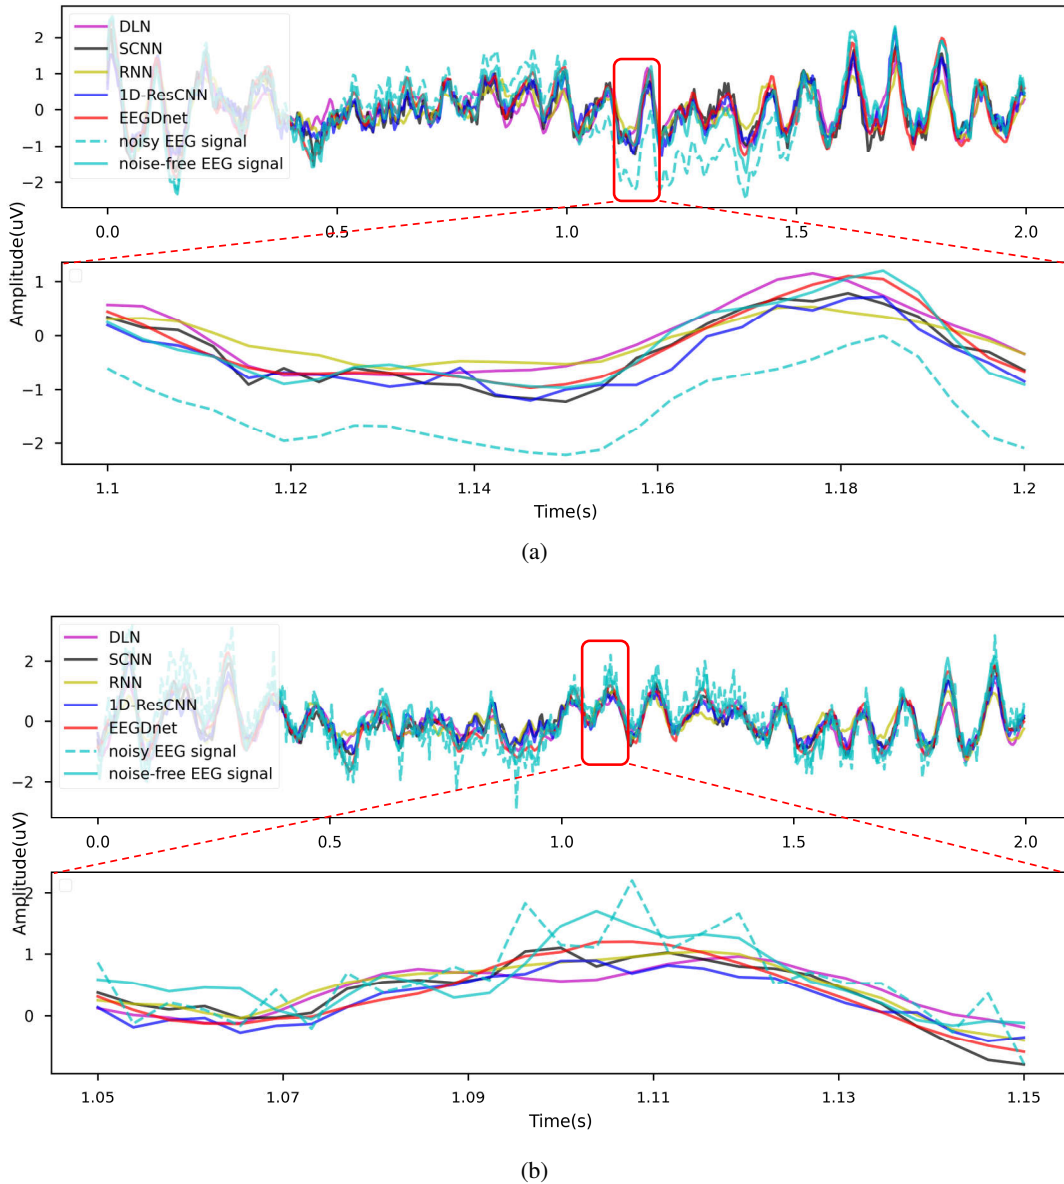 DLN
SCNN
RNN
1D-ResCNN
EEGDnet
noisy EEG signal
noise-free EEG signal
2
1
0
−1
−2
0.0 0.5 1.0 1.5 2.0
Amplitude(uV)
1
0
−1
−2
1.1 1.12 1.14 1.16 1.18 1.2
Time(s)
(a)
DLN
SCNN
RNN
1D-ResCNN
EEGDnet
noisy EEG signal
noise-free EEG signal
2
0
−2
0.0 0.5 1.0 1.5 2.0
Amplitude(uV)
2
1
0
1.05 1.07 1.09 1.11 1.13 1.15
Time(s)
(b)